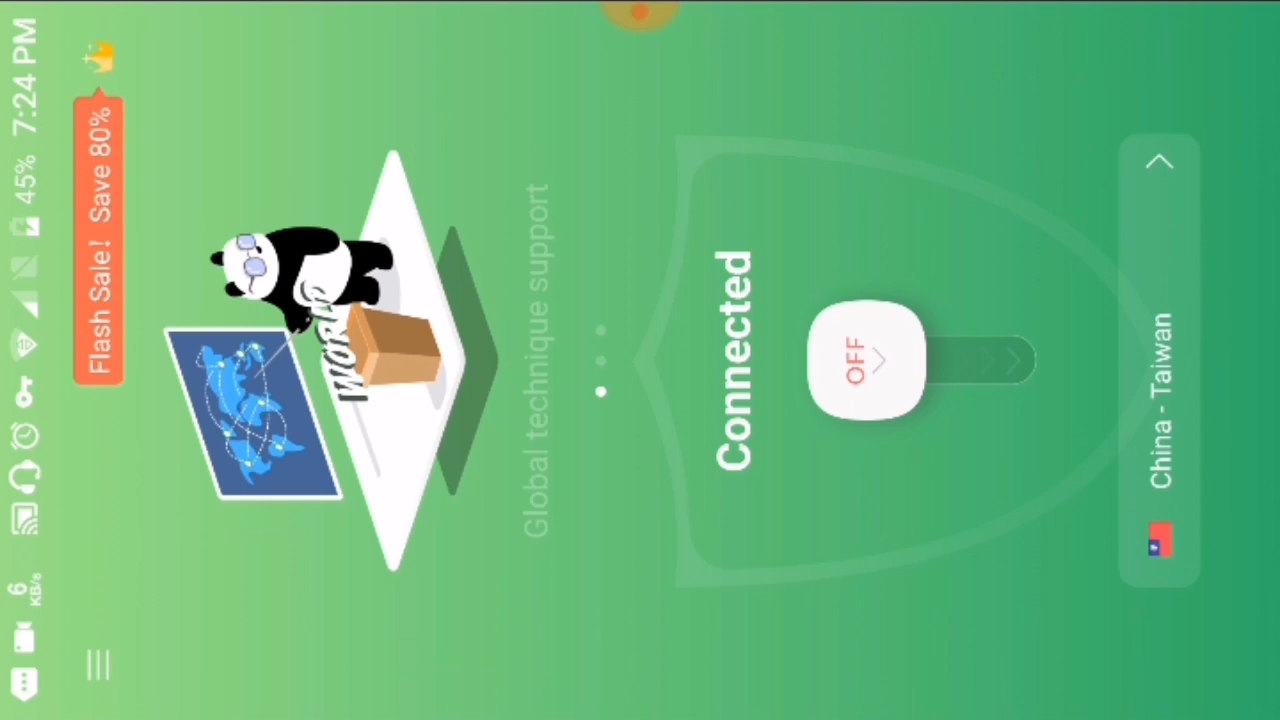 6
KB/s
45% 7:24 PM
Flash Sale! Save 80%
WORLD
Global technique support
Connected
OFF
China - Taiwan